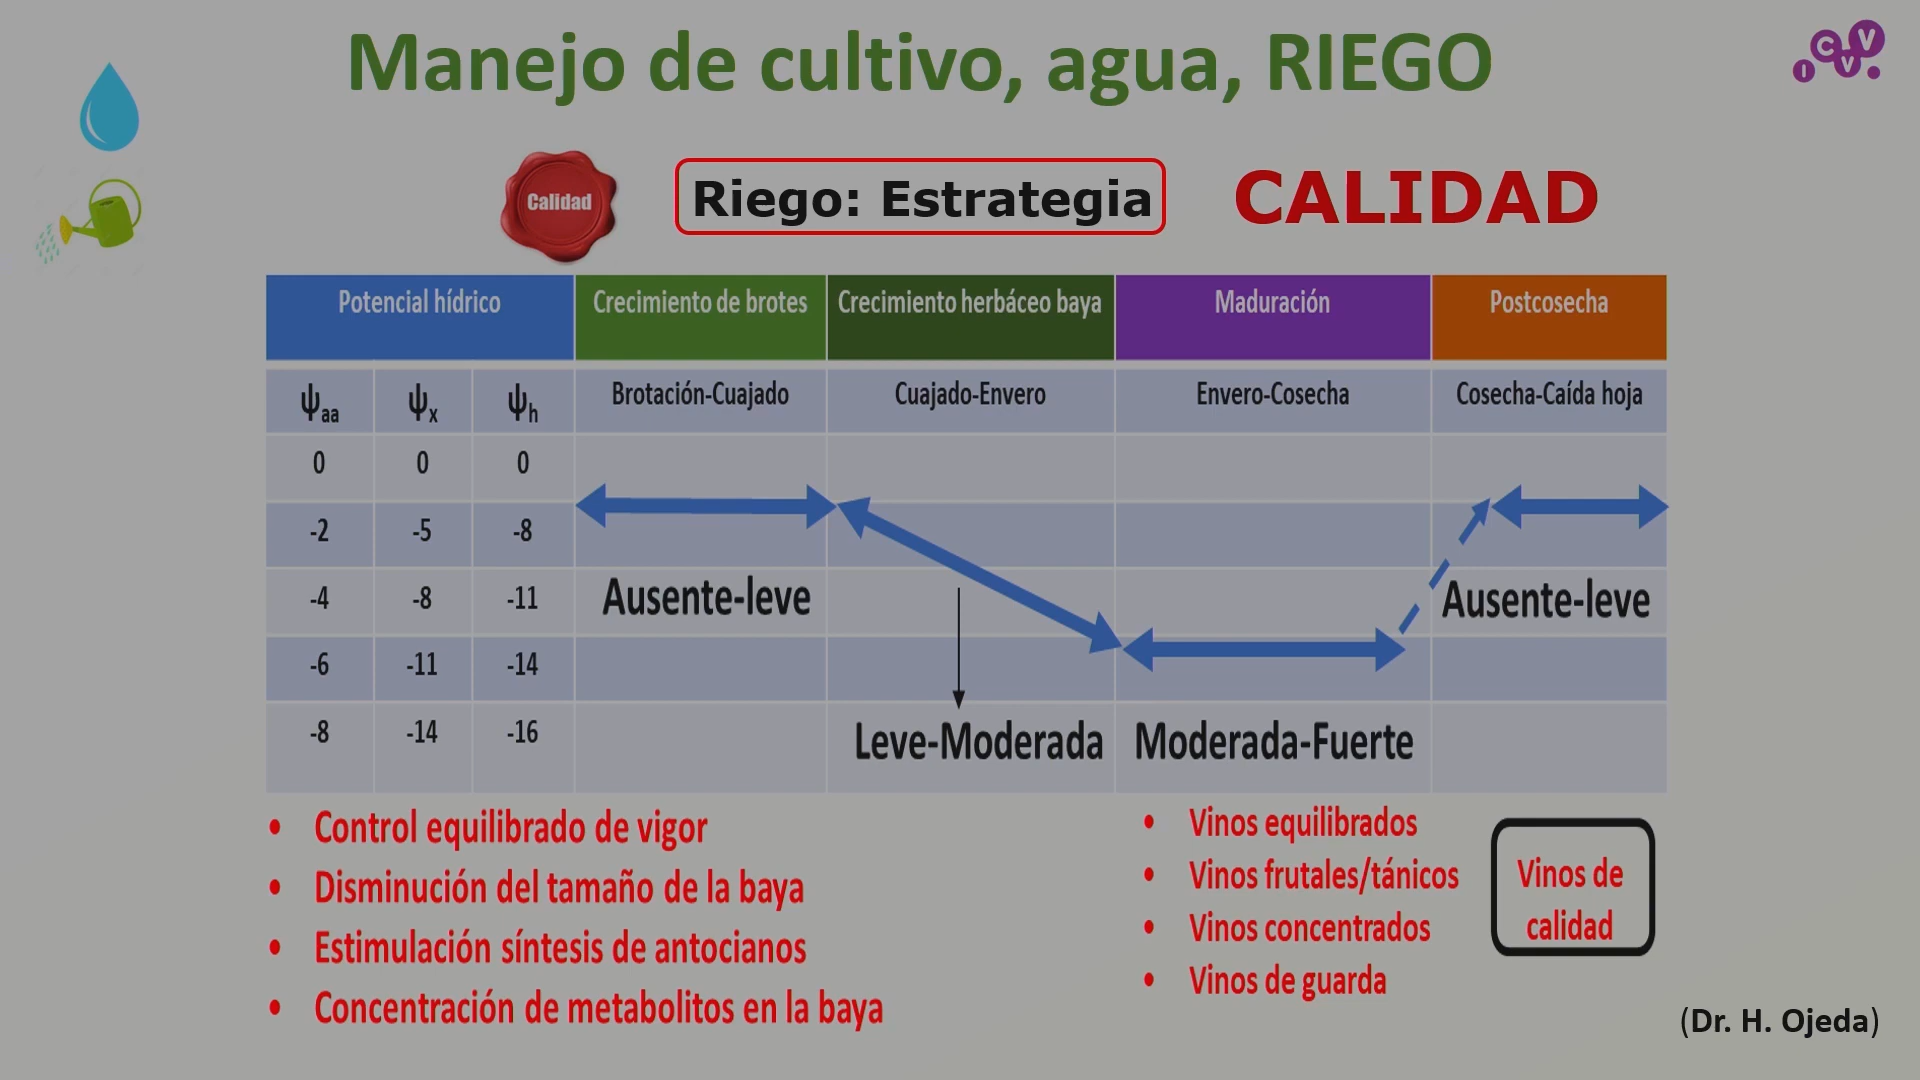 Manejo de cultivo, agua, RIEGO
I C V V
Calidad
Riego: Estrategia
CALIDAD
Potencial hídrico Crecimiento de brotes Crecimiento herbáceo baya Maduración Postcosecha
Ψaa Ψx Ψh Brotación-Cuajado Cuajado-Envero Envero-Cosecha Cosecha-Caída hoja
0 0 0
-2 -5 -8
-4 -8 -11 Ausente-leve Ausente-leve
-6 -11 -14
-8 -14 -16 Leve-Moderada Moderada-Fuerte
• Control equilibrado de vigor
• Disminución del tamaño de la baya
• Estimulación síntesis de antocianos
• Concentración de metabolitos en la baya
• Vinos equilibrados
• Vinos frutales/tánicos
• Vinos concentrados
• Vinos de guarda
Vinos de
calidad
(Dr. H. Ojeda)